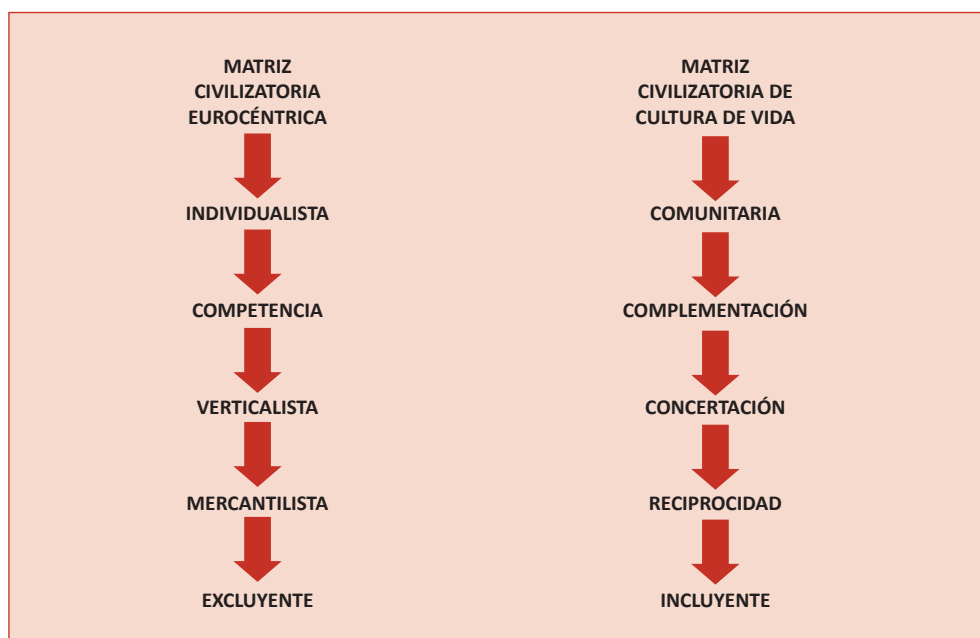 MATRIZ
CIVILIZATORIA
EUROCÉNTRICA
INDIVIDUALISTA
COMPETENCIA
VERTICALISTA
MERCANTILISTA
EXCLUYENTE
MATRIZ
CIVILIZATORIA DE
CULTURA DE VIDA
COMUNITARIA
COMPLEMENTACIÓN
CONCERTACIÓN
RECIPROCIDAD
INCLUYENTE